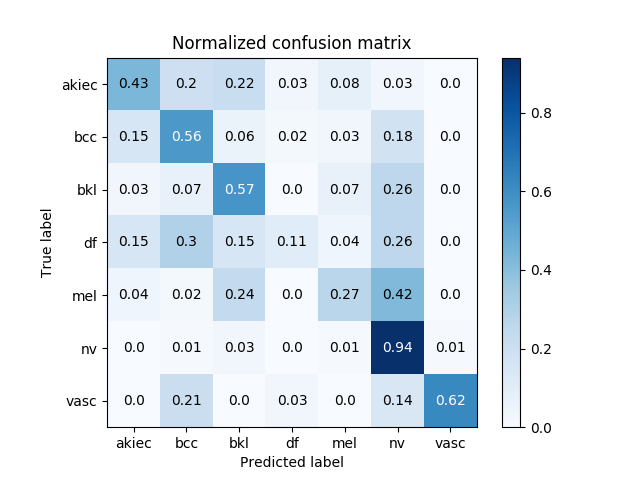 Normalized confusion matrix
True label
akiec 0.43 0.2 0.22 0.03 0.08 0.03 0.0
bcc 0.15 0.56 0.06 0.02 0.03 0.18 0.0
bkl 0.03 0.07 0.57 0.0 0.07 0.26 0.0
df 0.15 0.3 0.15 0.11 0.04 0.26 0.0
mel 0.04 0.02 0.24 0.0 0.27 0.42 0.0
nv 0.0 0.01 0.03 0.0 0.01 0.94 0.01
vasc 0.0 0.21 0.0 0.03 0.0 0.14 0.62
akiec bcc bkl df mel nv vasc
Predicted label
0.8
0.6
0.4
0.2
0.0